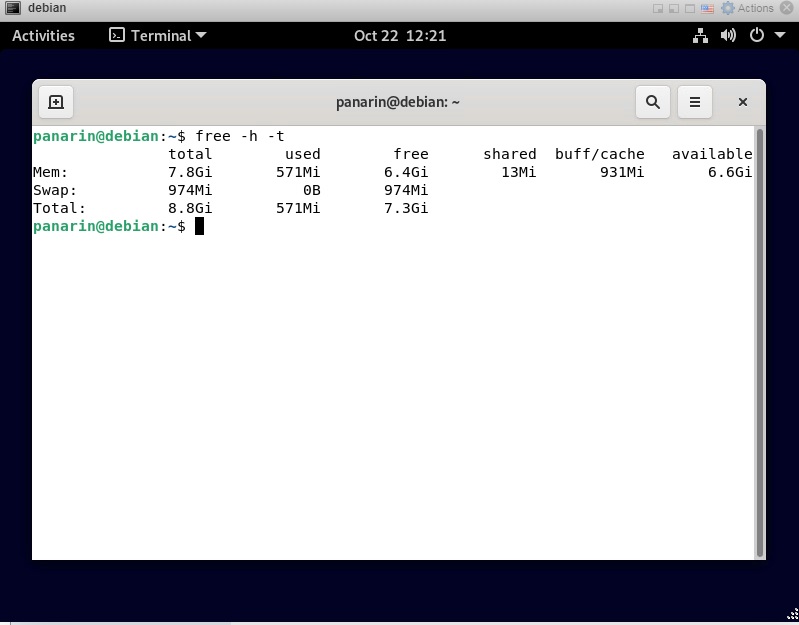 debian Actions
Activities Terminal Oct 22 12:21
panarin@debian: ~
panarin@debian:~$ free -h -t
total used free shared buff/cache available
Mem: 7.8Gi 571Mi 6.4Gi 13Mi 931Mi 6.6Gi
Swap: 974Mi 0B 974Mi
Total: 8.8Gi 571Mi 7.3Gi
panarin@debian:~$